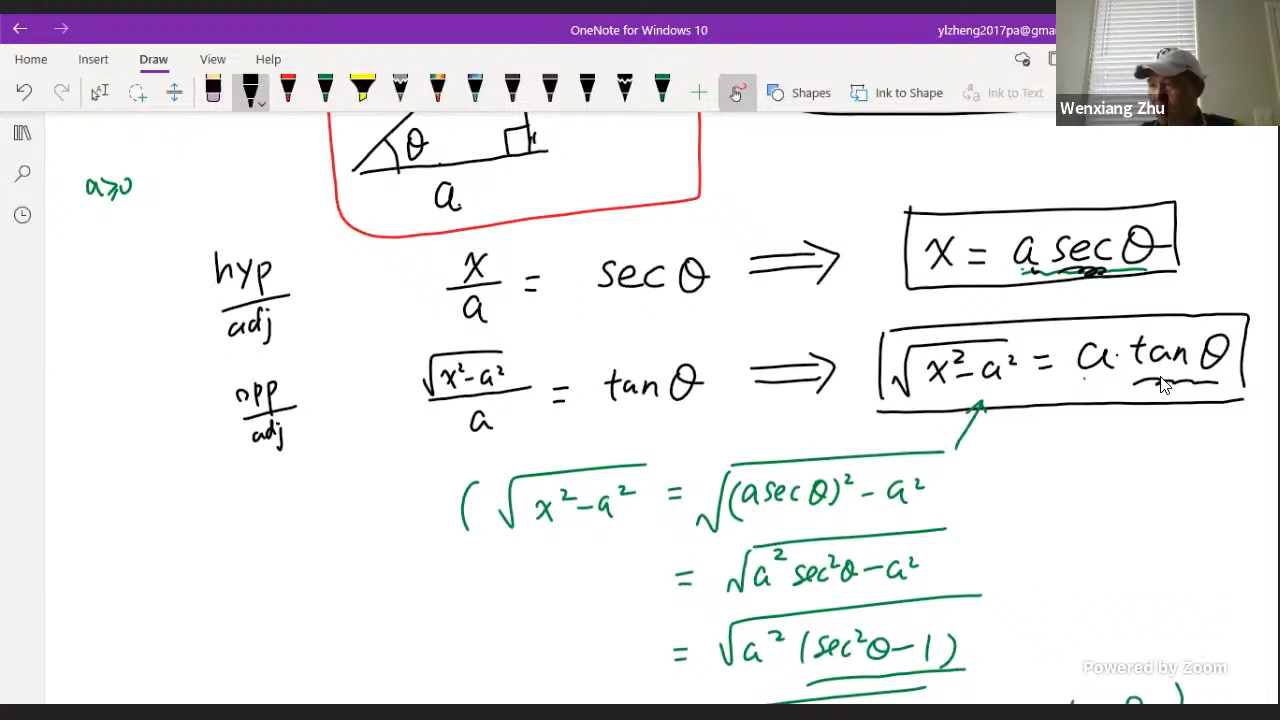 OneNote for Windows 10
ylzheng2017pa@gma
Home Insert Draw View Help
Shapes Ink to Shape Ink to Text
Wenxiang Zhu
θ
a
a⩾0
hyp/adj x/a = sec θ ⟹ x = a sec θ
opp/adj √(x²-a²)/a = tan θ ⟹ √(x²-a²) = a · tan θ
( √(x²-a²) = √((a sec θ)² - a²)
= √(a² sec²θ - a²)
= √(a² (sec²θ - 1))
Powered by Zoom